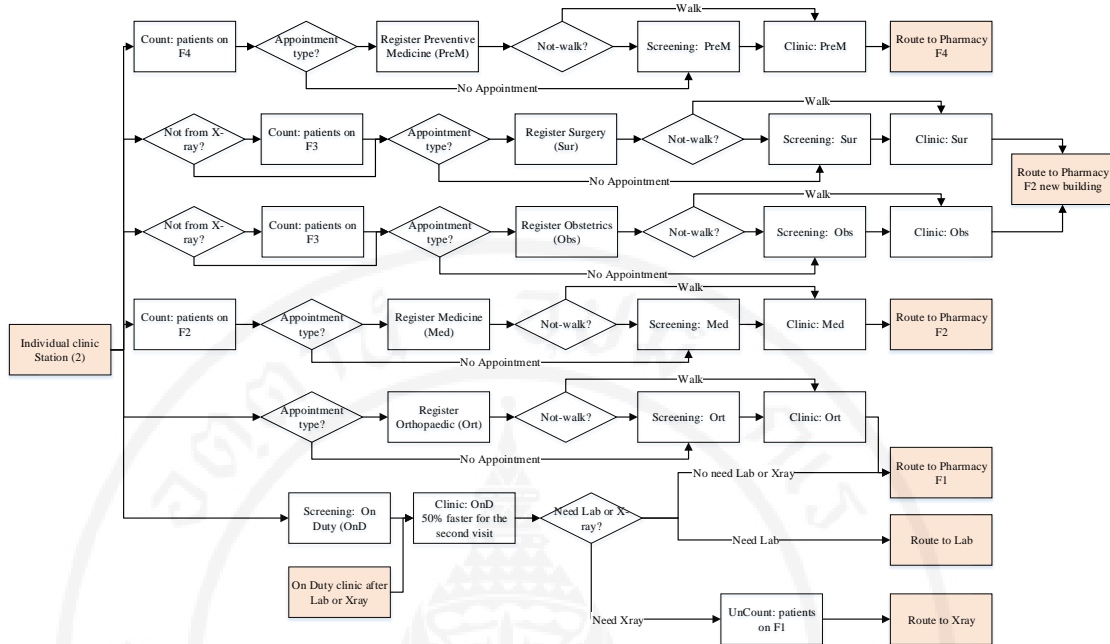 Walk
Count: patients on
F4
Appointment
type?
Register Preventive
Medicine (PreM)
Not-walk?
Screening: PreM
Clinic: PreM
Route to Pharmacy
F4
No Appointment
Walk
Not from X-
ray?
Count: patients on
F3
Appointment
type?
Register Surgery
(Sur)
Not-walk?
Screening: Sur
Clinic: Sur
No Appointment
Route to Pharmacy
F2 new building
Walk
Not from X-
ray?
Count: patients on
F3
Appointment
type?
Register Obstetrics
(Obs)
Not-walk?
Screening: Obs
Clinic: Obs
No Appointment
Walk
Individual clinic
Station (2)
Count: patients on
F2
Appointment
type?
Register Medicine
(Med)
Not-walk?
Screening: Med
Clinic: Med
Route to Pharmacy
F2
No Appointment
Walk
Appointment
type?
Register
Orthopaedic (Ort)
Not-walk?
Screening: Ort
Clinic: Ort
No Appointment
No need Lab or Xray
Route to Pharmacy
F1
Screening: On
Duty (OnD
Clinic: OnD
50% faster for the
second visit
Need Lab or X-
ray?
Need Lab
Route to Lab
On Duty clinic after
Lab or Xray
Need Xray
UnCount: patients
on F1
Route to Xray